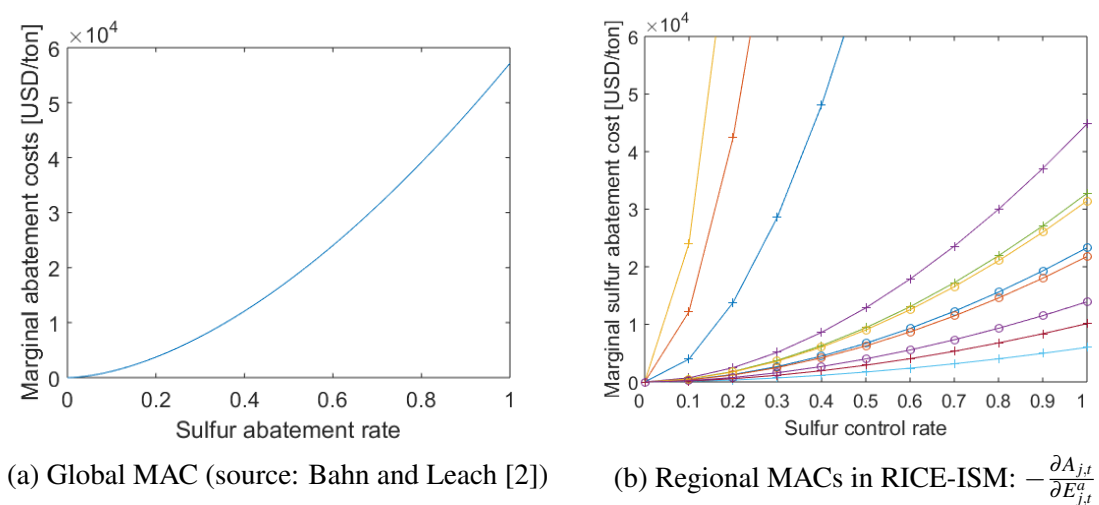 × 10^4
6
5
4
3
2
1
0
Marginal abatement costs [USD/ton]
0 0.2 0.4 0.6 0.8 1
Sulfur abatement rate
(a) Global MAC (source: Bahn and Leach [2])
× 10^4
6
5
4
3
2
1
0
Marginal sulfur abatement cost [USD/ton]
0 0.1 0.2 0.3 0.4 0.5 0.6 0.7 0.8 0.9 1
Sulfur control rate
(b) Regional MACs in RICE-ISM: −∂A_{j,t}/∂E^a_{j,t}